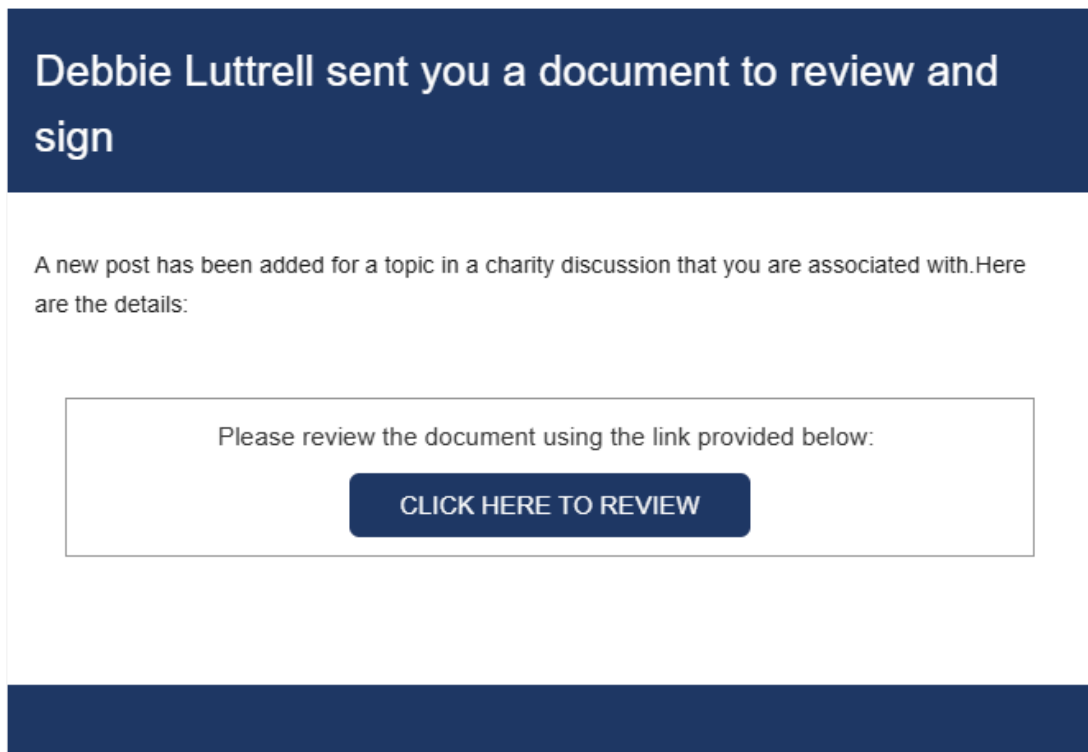 Debbie Luttrell sent you a document to review and
sign
A new post has been added for a topic in a charity discussion that you are associated with.Here
are the details:
Please review the document using the link provided below:
CLICK HERE TO REVIEW